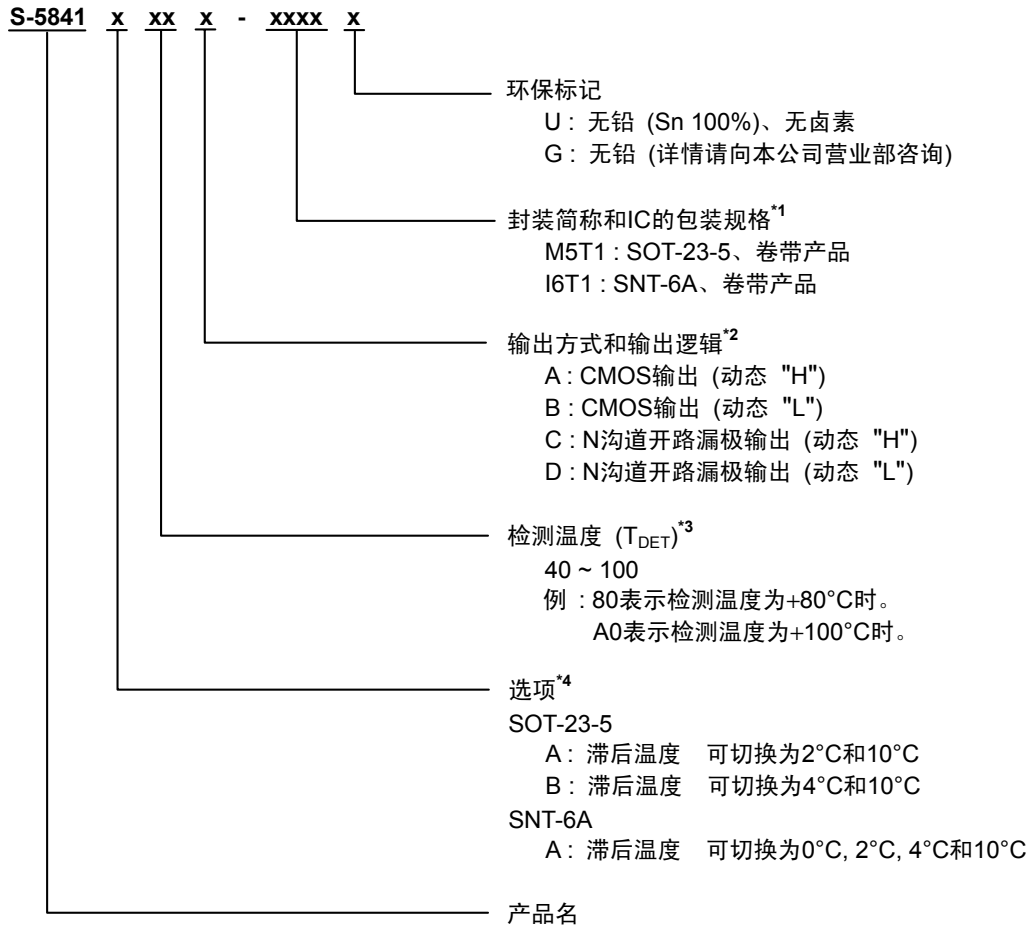 S-5841 x xx x - xxxx x
环保标记
U : 无铅 (Sn 100%)、无卤素
G : 无铅 (详情请向本公司营业部咨询)
封装简称和IC的包装规格*1
M5T1 : SOT-23-5、卷带产品
I6T1 : SNT-6A、卷带产品
输出方式和输出逻辑*2
A : CMOS输出 (动态 "H")
B : CMOS输出 (动态 "L")
C : N沟道开路漏极输出 (动态 "H")
D : N沟道开路漏极输出 (动态 "L")
检测温度 (TDET)*3
40 ~ 100
例 : 80表示检测温度为+80°C时。
A0表示检测温度为+100°C时。
选项*4
SOT-23-5
A : 滞后温度 可切换为2°C和10°C
B : 滞后温度 可切换为4°C和10°C
SNT-6A
A : 滞后温度 可切换为0°C, 2°C, 4°C和10°C
产品名